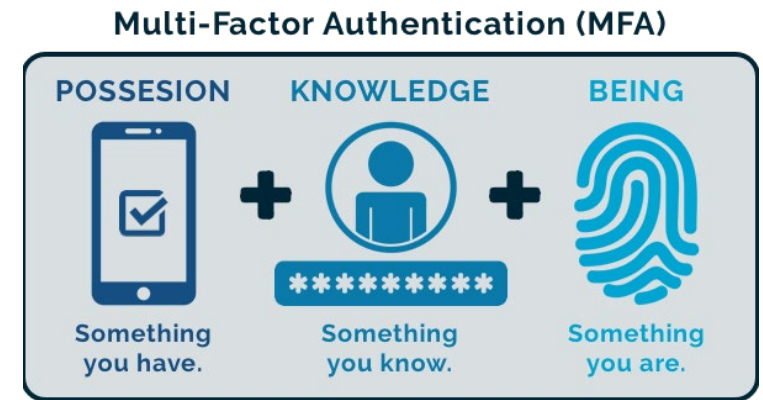 Multi-Factor Authentication (MFA)
POSSESION
KNOWLEDGE
BEING
*********
Something
you have.
Something
you know.
Something
you are.